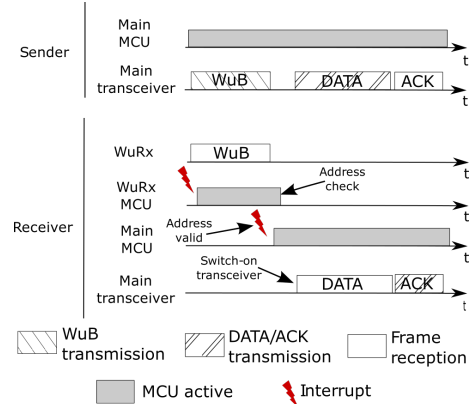 Main
MCU
Sender
t
Main
transceiver
WuB
DATA
ACK
t
WuRx
WuB
t
WuRx
MCU
Address
check
t
Receiver
Address
valid
Main
MCU
t
Switch-on
transceiver
Main
transceiver
DATA
ACK
t
WuB
transmission
DATA/ACK
transmission
Frame
reception
MCU active
Interrupt